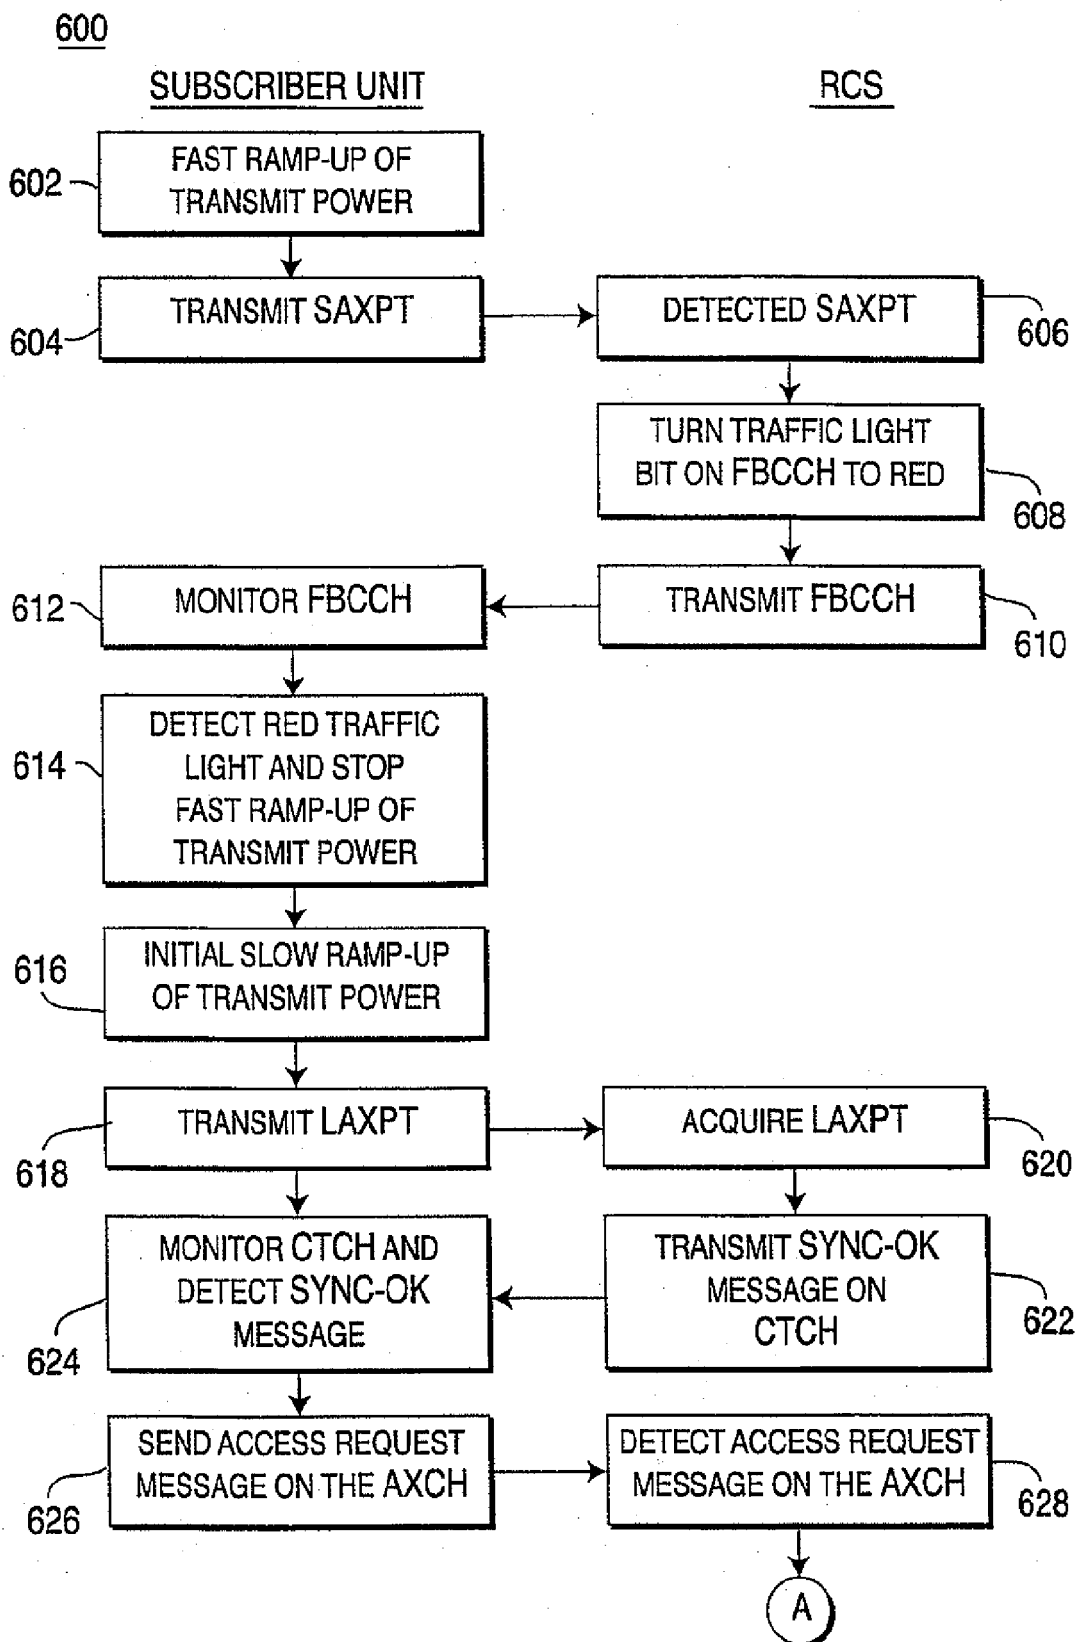 600
SUBSCRIBER UNIT
RCS
602
FAST RAMP-UP OF
TRANSMIT POWER
604
TRANSMIT SAXPT
DETECTED SAXPT
606
TURN TRAFFIC LIGHT
BIT ON FBCCH TO RED
608
612
MONITOR FBCCH
TRANSMIT FBCCH
610
614
DETECT RED TRAFFIC
LIGHT AND STOP
FAST RAMP-UP OF
TRANSMIT POWER
616
INITIAL SLOW RAMP-UP
OF TRANSMIT POWER
618
TRANSMIT LAXPT
ACQUIRE LAXPT
620
MONITOR CTCH AND
DETECT SYNC-OK
MESSAGE
624
TRANSMIT SYNC-OK
MESSAGE ON
CTCH
622
SEND ACCESS REQUEST
MESSAGE ON THE AXCH
626
DETECT ACCESS REQUEST
MESSAGE ON THE AXCH
628
A